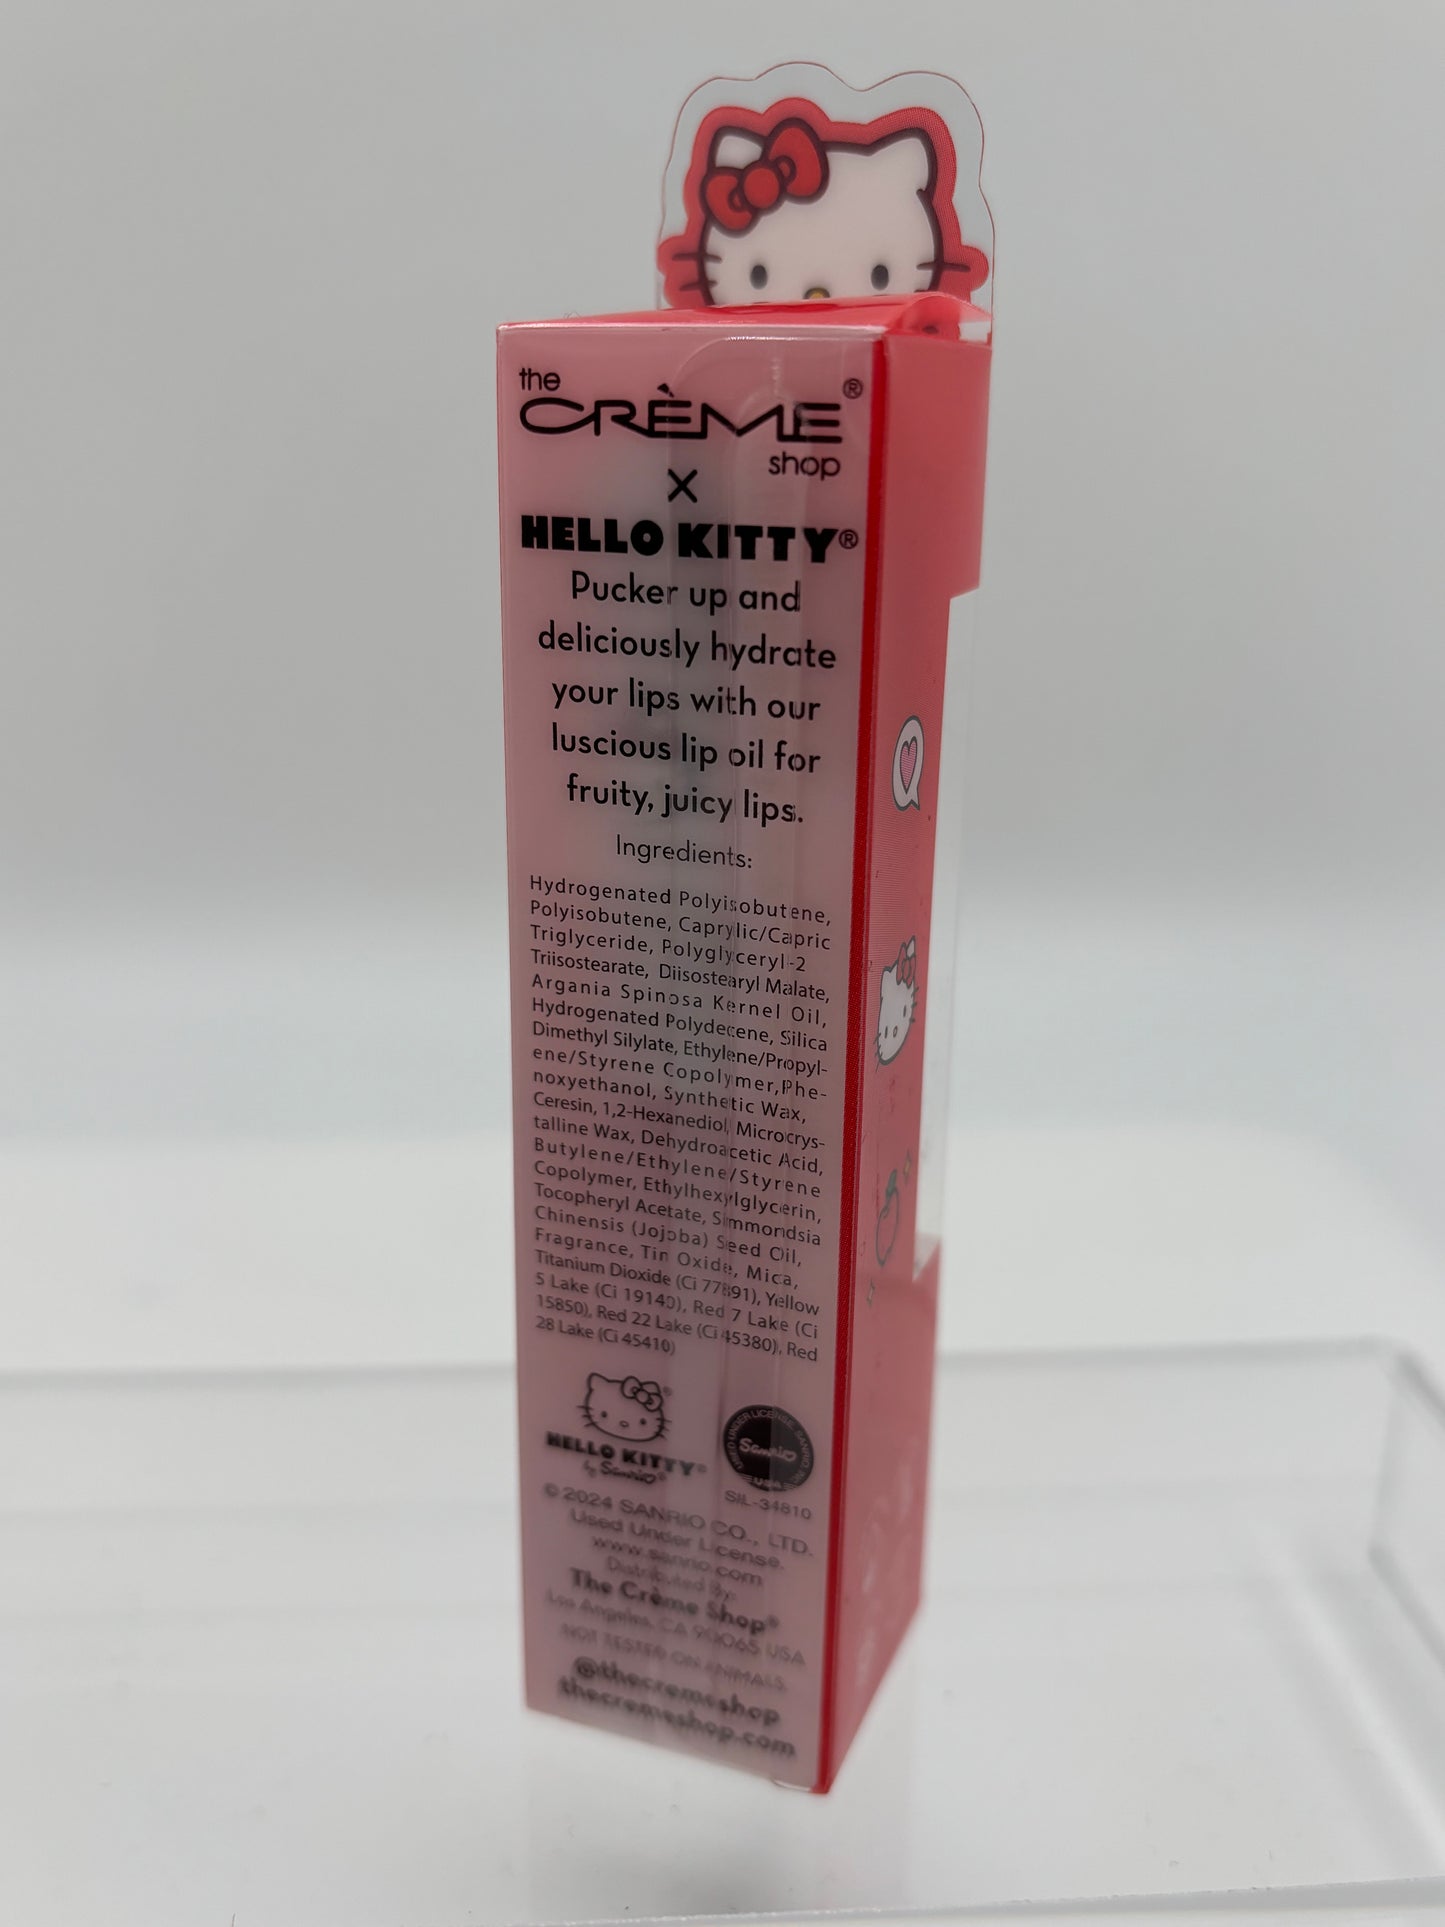 the
CRÈME®
shop
X
HELLO KITTY®
Pucker up and
deliciously hydrate
your lips with our
luscious lip oil for
fruity, juicy lips.
Ingredients:
Hydrogenated Polyisobutene,
Polyisobutene, Caprylic/Capric
Triglyceride, Polyglyceryl-2
Triisostearate, Diisostearyl Malate,
Argania Spinosa Kernel Oil,
Hydrogenated Polydecene, Silica
Dimethyl Silylate, Ethylene/Propyl-
ene/Styrene Copolymer,Phe-
noxyethanol, Synthetic Wax,
Ceresin, 1,2-Hexanediol, Microcrys-
talline Wax, Dehydroacetic Acid,
Butylene/Ethylene/Styrene
Copolymer, Ethylhexylglycerin,
Tocopheryl Acetate, Simmondsia
Chinensis (Jojoba) Seed Oil,
Fragrance, Tin Oxide, Mica,
Titanium Dioxide (Ci 77891), Yellow
5 Lake (Ci 19140), Red 7 Lake (Ci
15850), Red 22 Lake (Ci 45380), Red
28 Lake (Ci 45410)
HELLO KITTY®
by Sanrio®
USED UNDER LICENSE. SANRIO, INC.
Sanrio
USA
SIL-34810
© 2024 SANRIO CO., LTD.
Used Under License.
www.sanrio.com
Distributed By:
The Crème Shop®
Los Angeles, CA 90065 USA
NOT TESTED ON ANIMALS.
@thecremeshop
thecremeshop.com